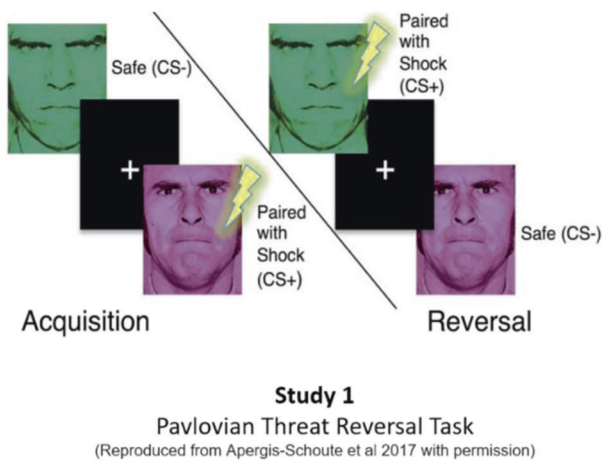 Safe (CS-)
Paired
with
Shock
(CS+)
Acquisition
Paired
with
Shock
(CS+)
Safe (CS-)
Reversal
Study 1
Pavlovian Threat Reversal Task
(Reproduced from Apergis-Schoute et al 2017 with permission)